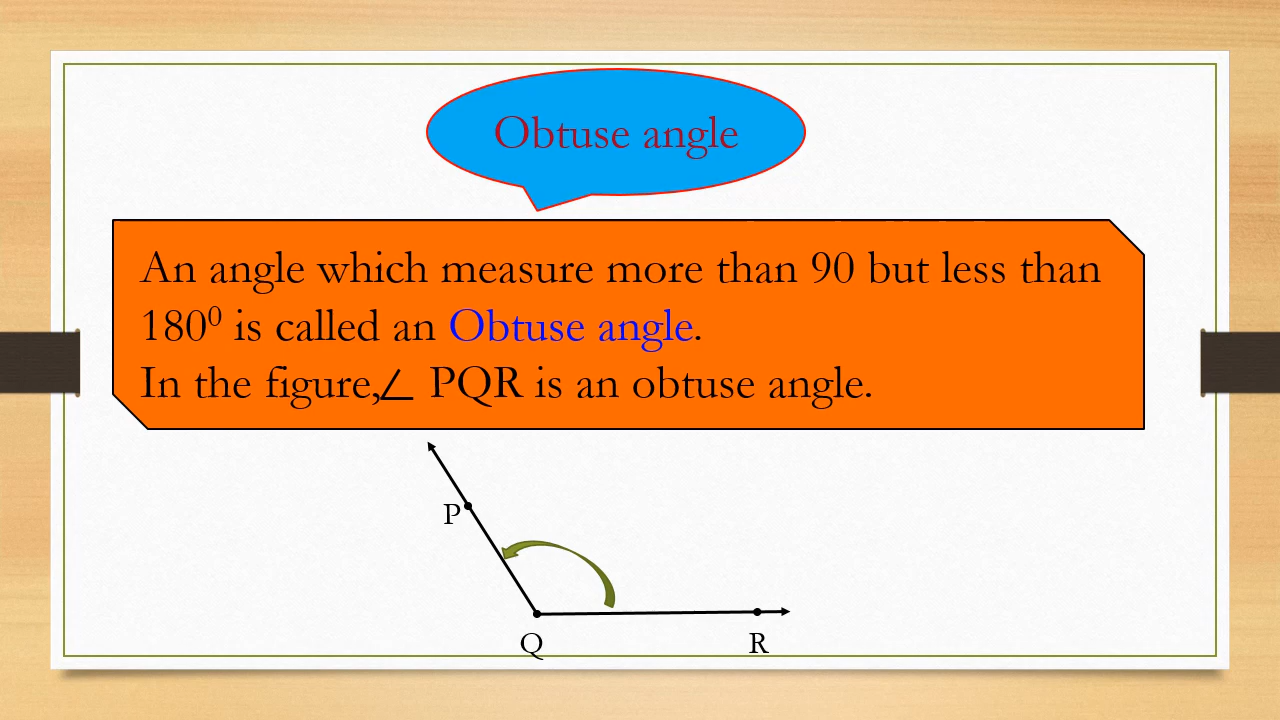 Obtuse angle
An angle which measure more than 90 but less than
180⁰ is called an Obtuse angle.
In the figure,∠ PQR is an obtuse angle.
P
Q
R